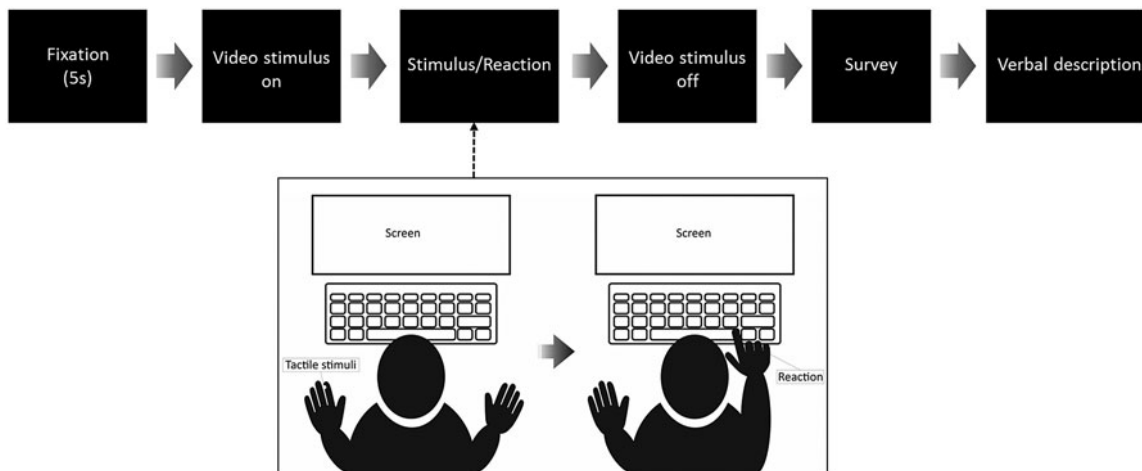 Fixation
(5s)
Video stimulus
on
Stimulus/Reaction
Video stimulus
off
Survey
Verbal description
Screen
Screen
Tactile stimuli
Reaction